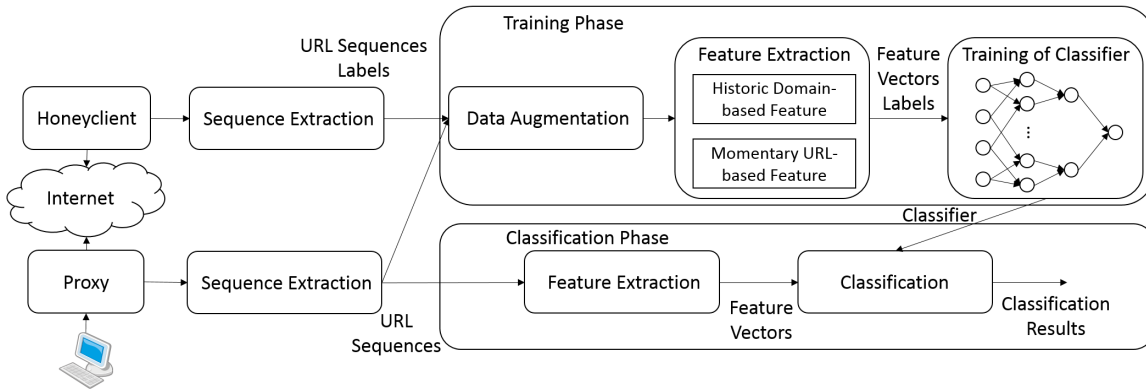 Training Phase
URL Sequences
Labels
Feature Extraction
Feature
Vectors
Labels
Training of Classifier
Honeyclient
Sequence Extraction
Data Augmentation
Historic Domain-
based Feature
Momentary URL-
based Feature
Internet
Classifier
Classification Phase
Proxy
Sequence Extraction
Feature Extraction
Classification
URL
Sequences
Feature
Vectors
Classification
Results